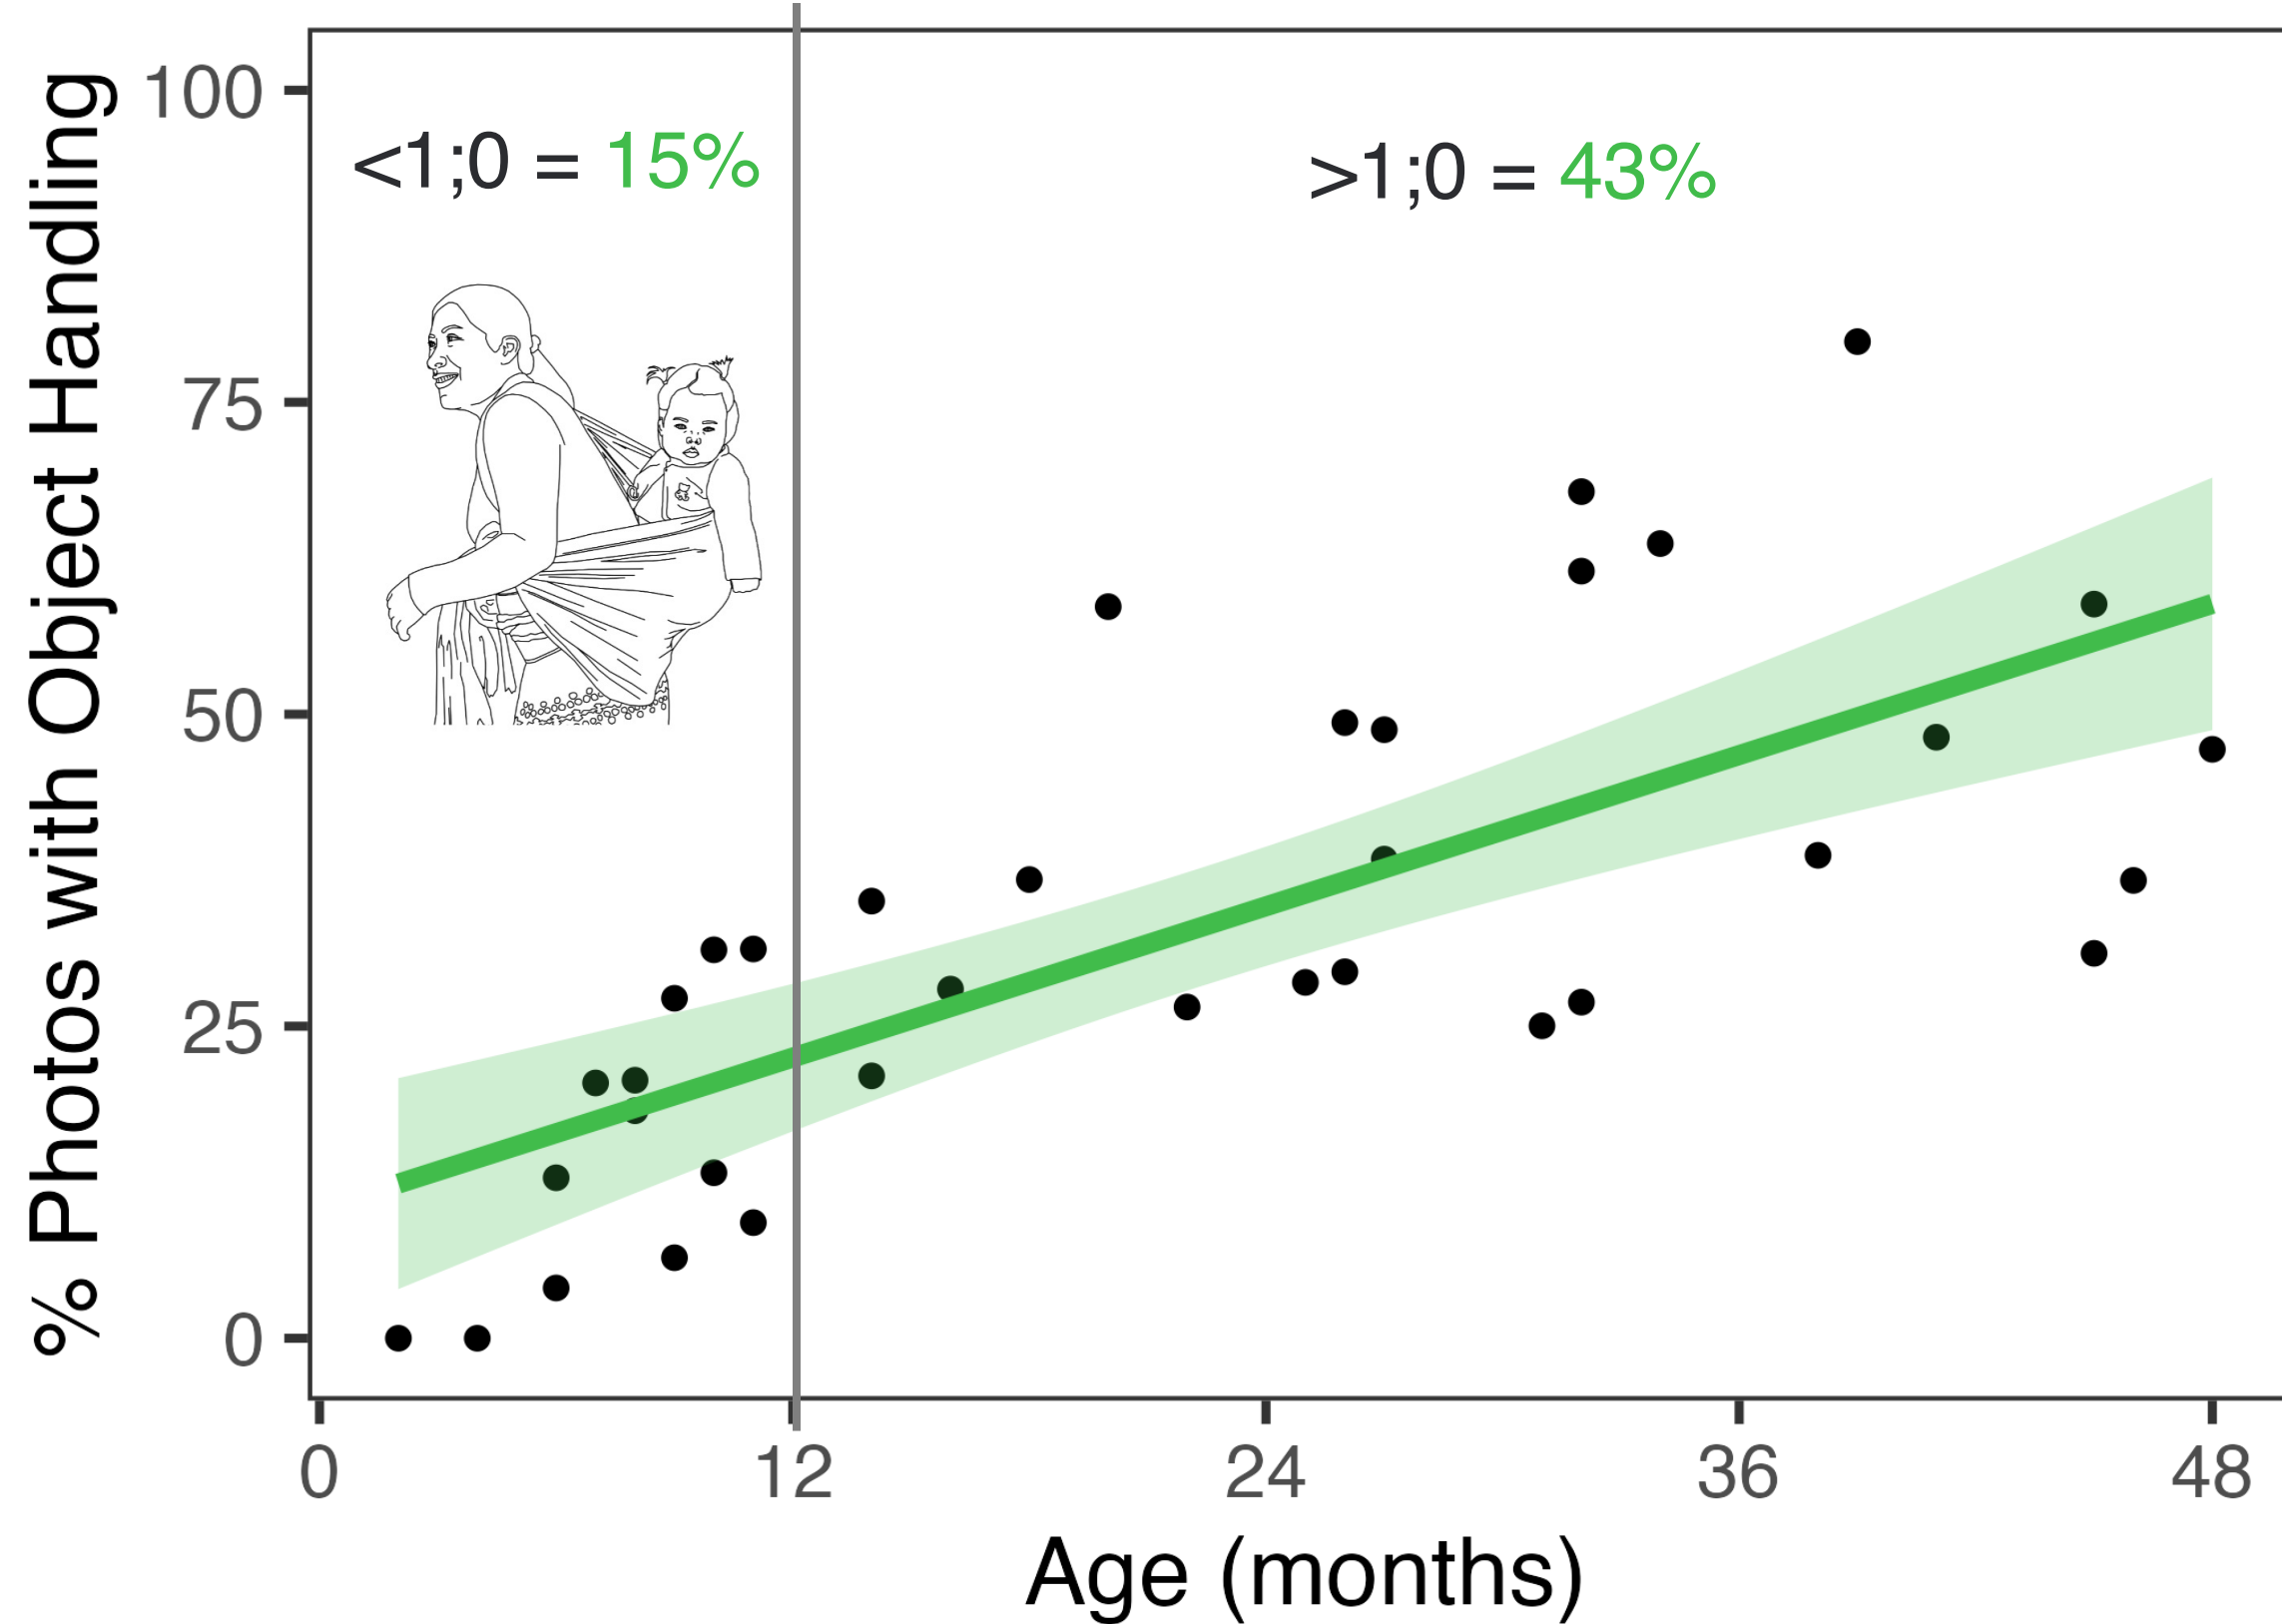 % Photos with Object Handling
100
75
50
25
0
<1;0 = 15%
>1;0 = 43%
0 12 24 36 48
Age (months)